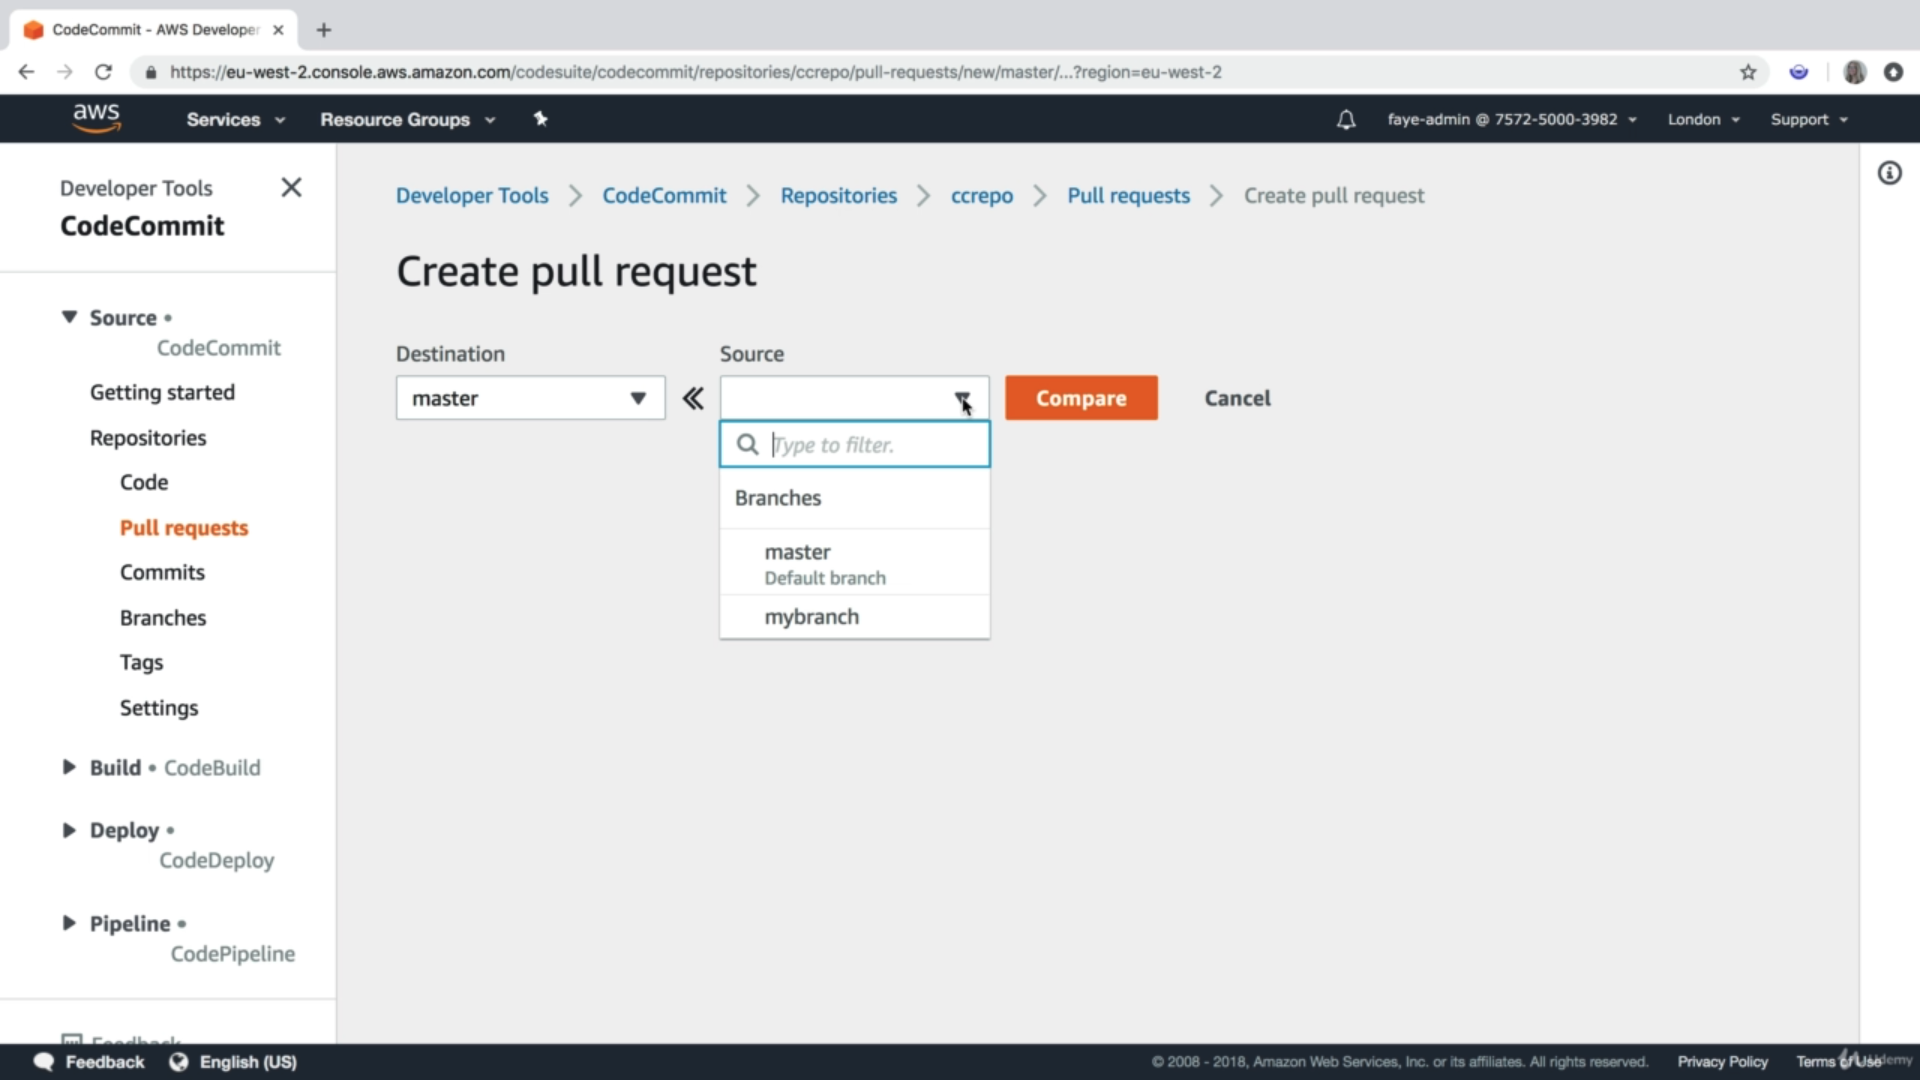 CodeCommit - AWS Developer
https://eu-west-2.console.aws.amazon.com/codesuite/codecommit/repositories/ccrepo/pull-requests/new/master/...?region=eu-west-2
aws
Services
Resource Groups
faye-admin @ 7572-5000-3982
London
Support
Developer Tools
CodeCommit
Source •
CodeCommit
Getting started
Repositories
Code
Pull requests
Commits
Branches
Tags
Settings
Build • CodeBuild
Deploy •
CodeDeploy
Pipeline •
CodePipeline
Feedback
Developer Tools
CodeCommit
Repositories
ccrepo
Pull requests
Create pull request
Create pull request
Destination
Source
master
Compare
Cancel
Type to filter.
Branches
master
Default branch
mybranch
Feedback
English (US)
© 2008 - 2018, Amazon Web Services, Inc. or its affiliates. All rights reserved.
Privacy Policy
Terms of Use